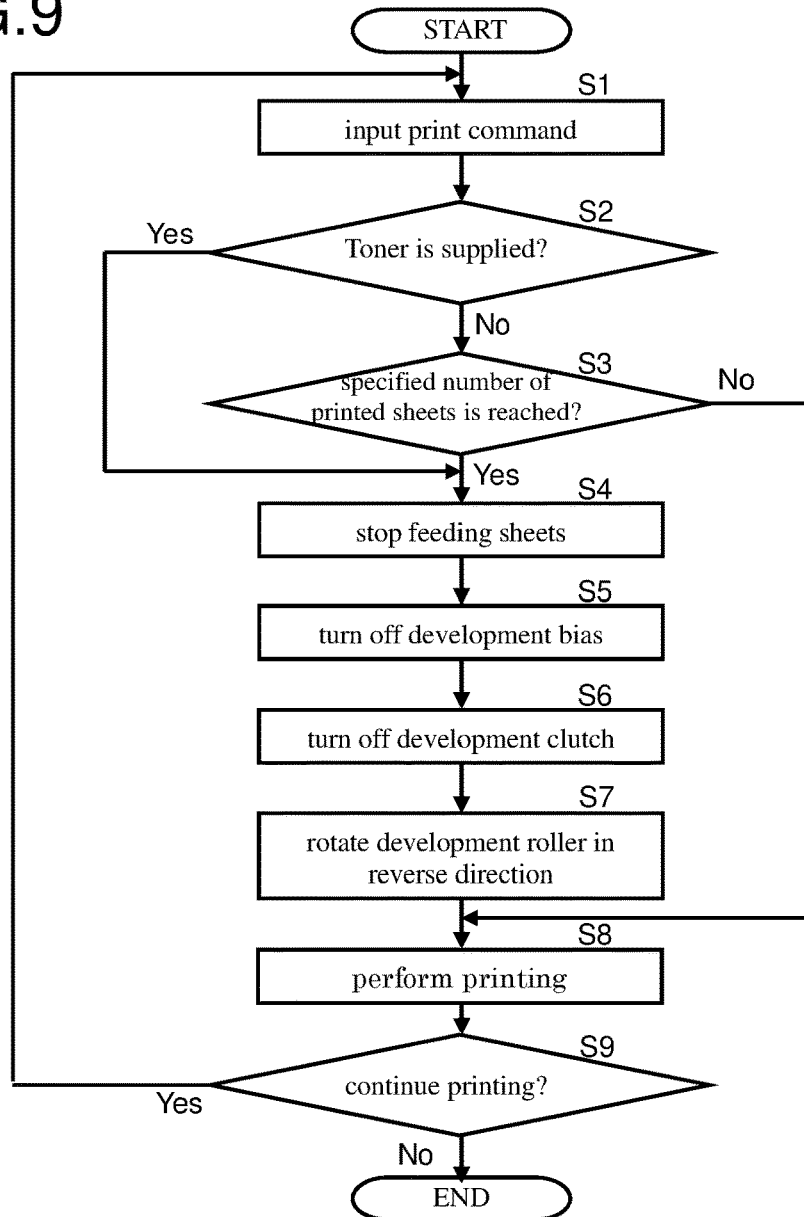 G.9
START
S1
input print command
S2
Yes
Toner is supplied?
No
S3
specified number of
printed sheets is reached?
No
Yes
S4
stop feeding sheets
S5
turn off development bias
S6
turn off development clutch
S7
rotate development roller in
reverse direction
S8
perform printing
S9
continue printing?
Yes
No
END